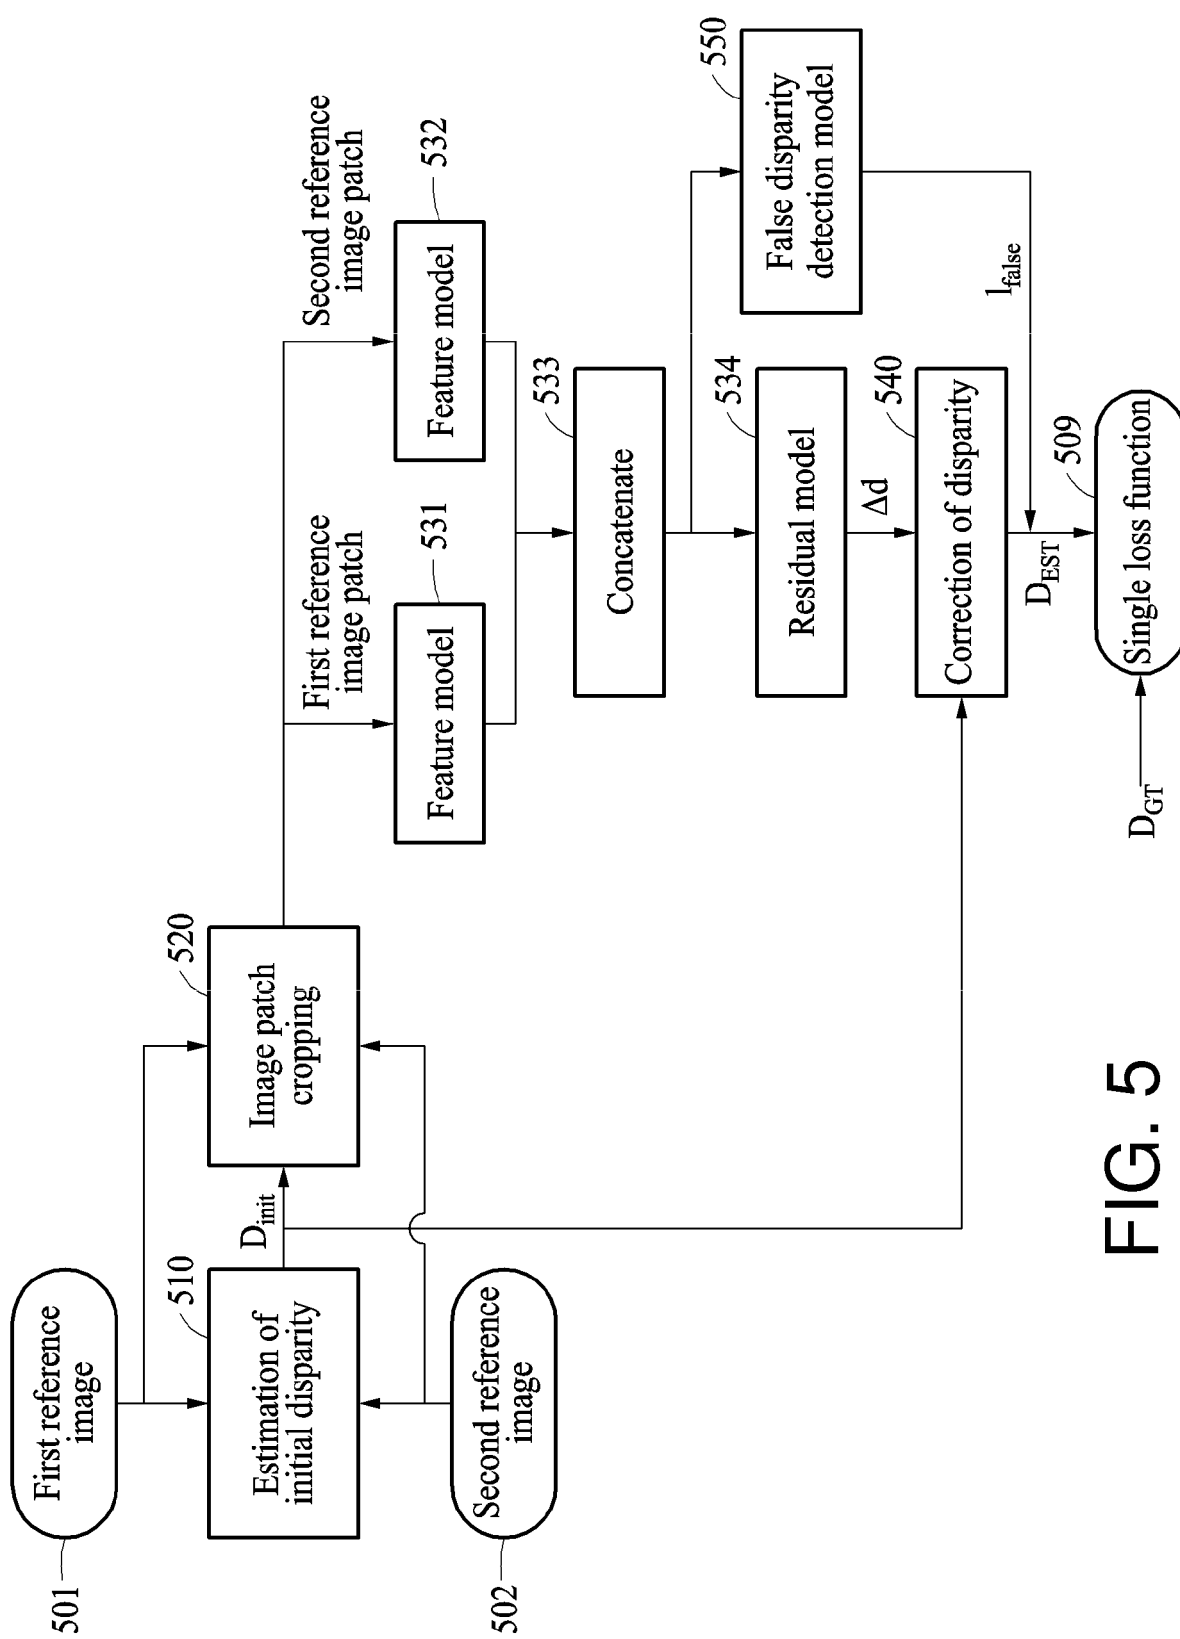 501
First reference
image
510
Estimation of
initial disparity
502
Second reference
image
D_init
520
Image patch
cropping
First reference
image patch
Second reference
image patch
531
Feature model
532
Feature model
533
Concatenate
534
Residual model
550
False disparity
detection model
Δd
540
Correction of disparity
l_false
D_EST
509
Single loss function
D_GT
FIG. 5